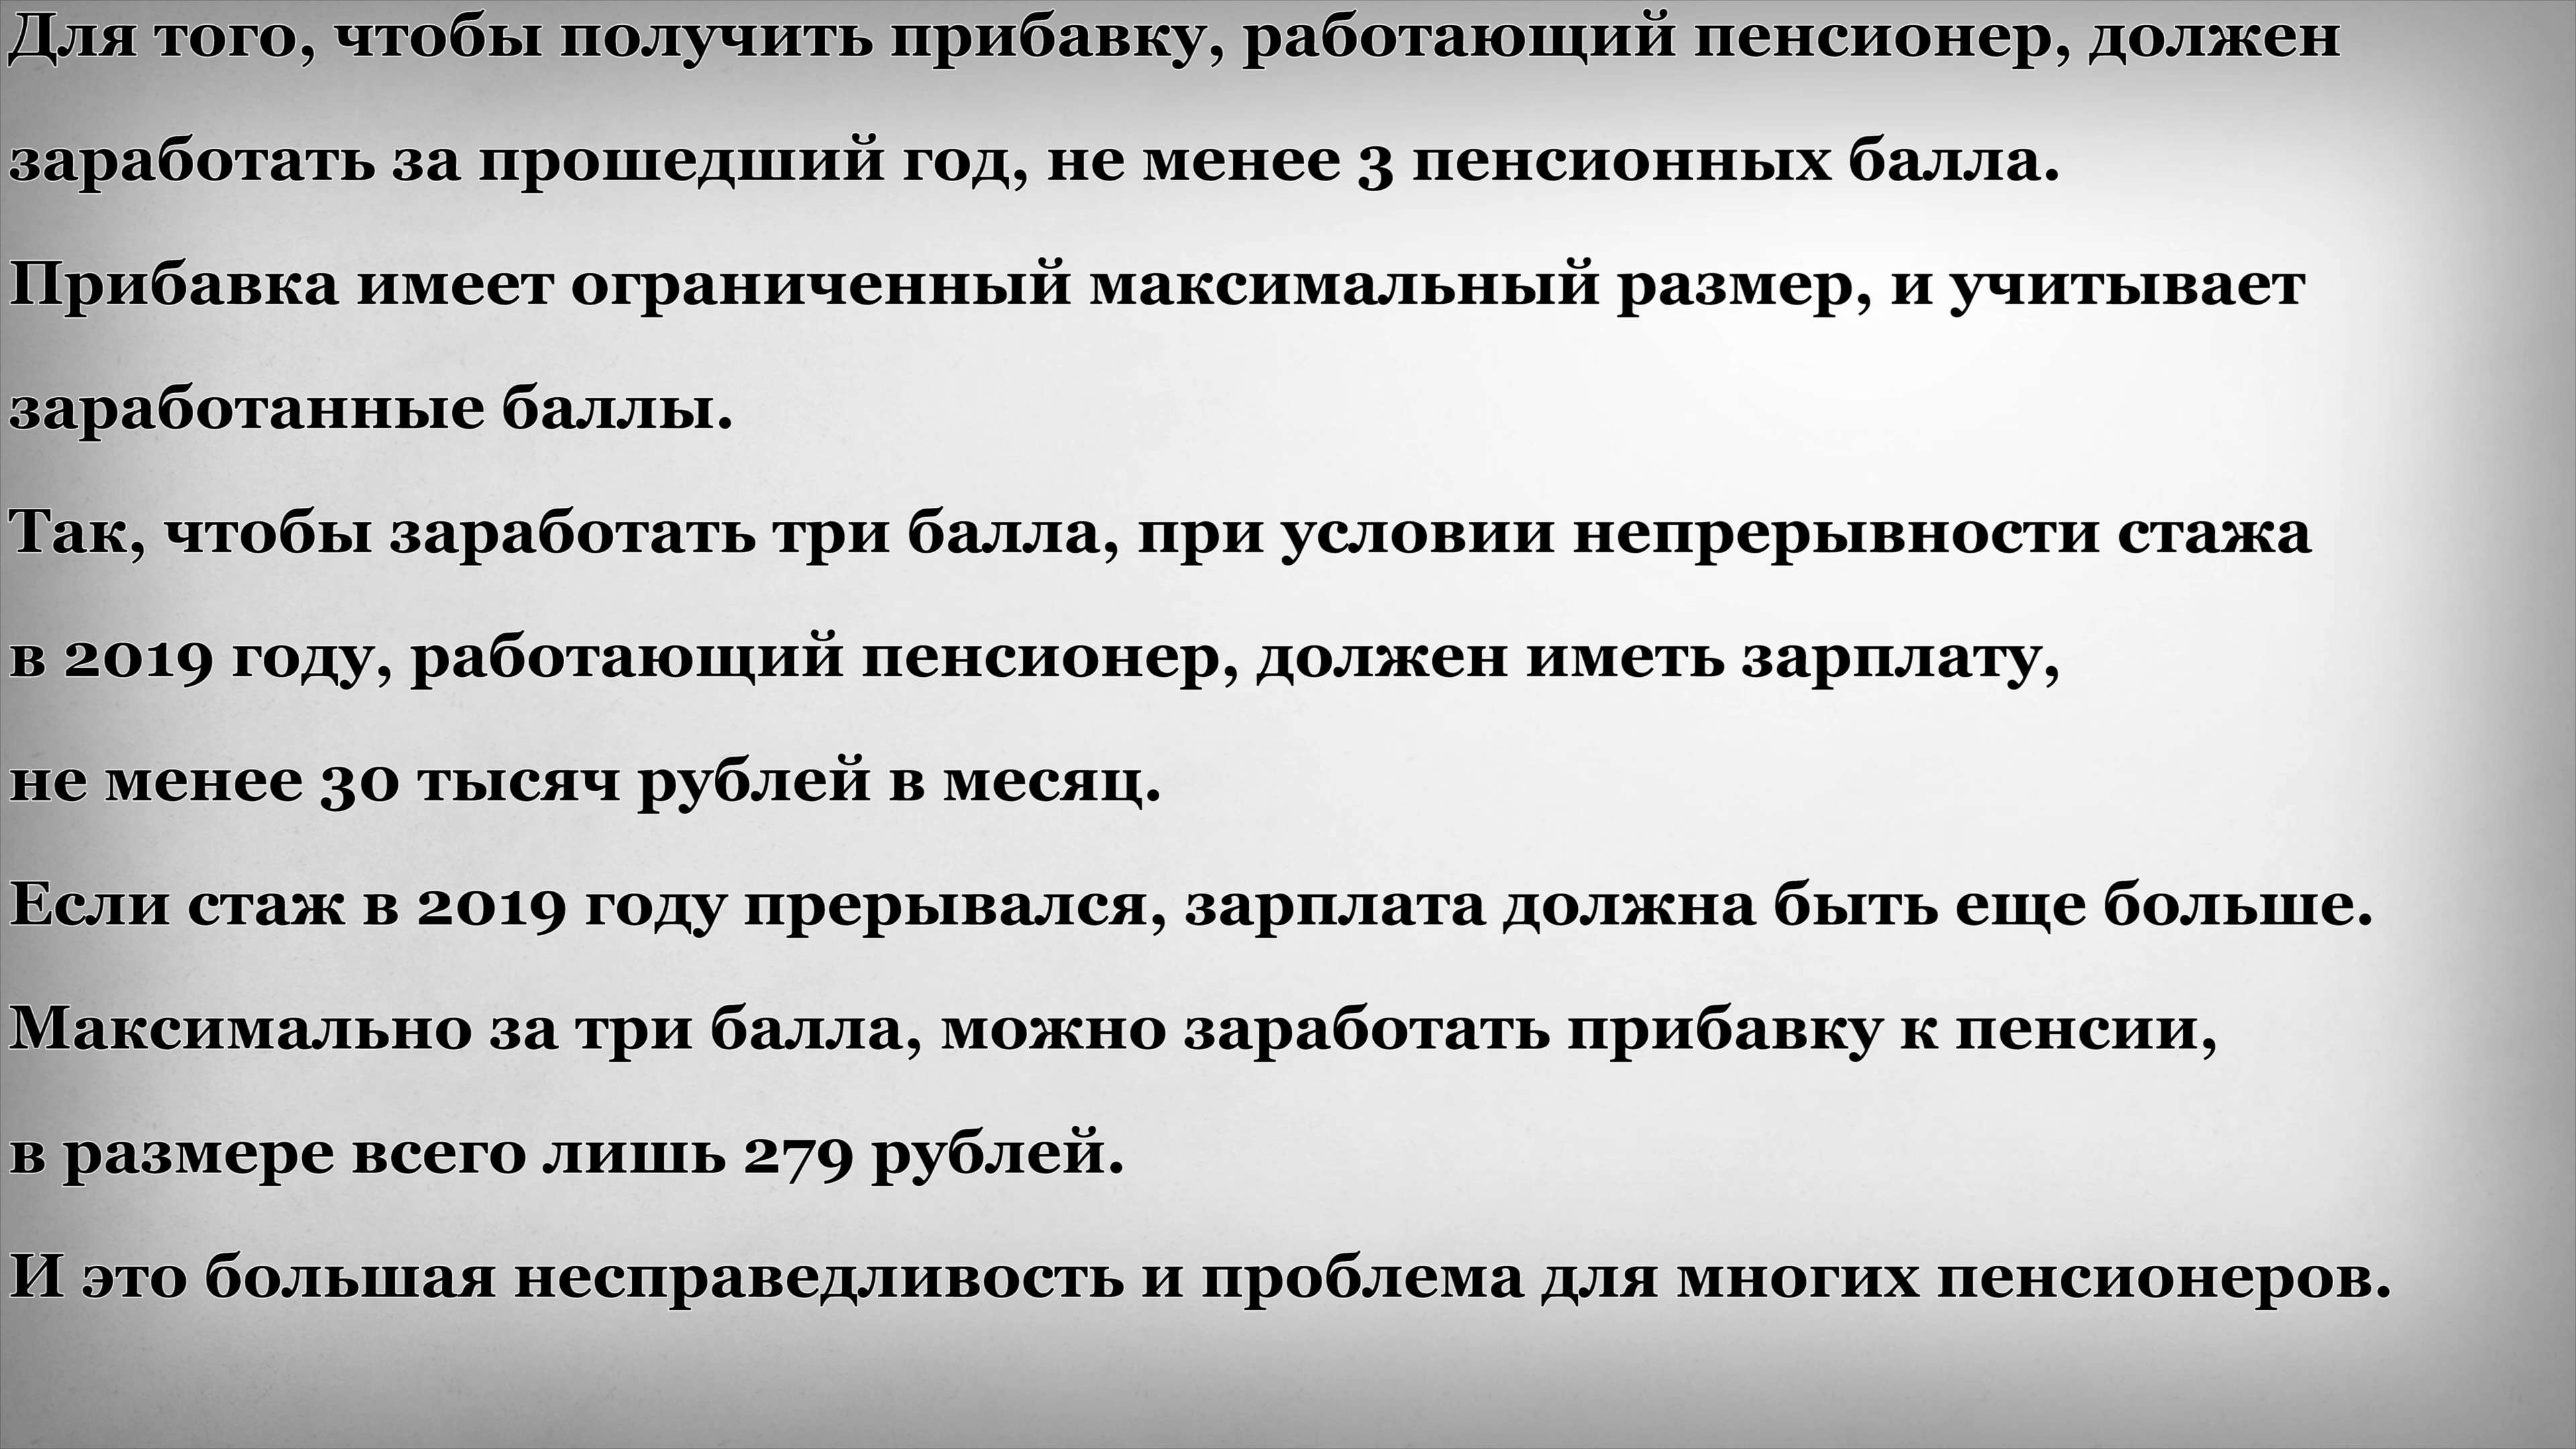 Для того, чтобы получить прибавку, работающий пенсионер, должен
заработать за прошедший год, не менее 3 пенсионных балла.
Прибавка имеет ограниченный максимальный размер, и учитывает
заработанные баллы.
Так, чтобы заработать три балла, при условии непрерывности стажа
в 2019 году, работающий пенсионер, должен иметь зарплату,
не менее 30 тысяч рублей в месяц.
Если стаж в 2019 году прерывался, зарплата должна быть еще больше.
Максимально за три балла, можно заработать прибавку к пенсии,
в размере всего лишь 279 рублей.
И это большая несправедливость и проблема для многих пенсионеров.